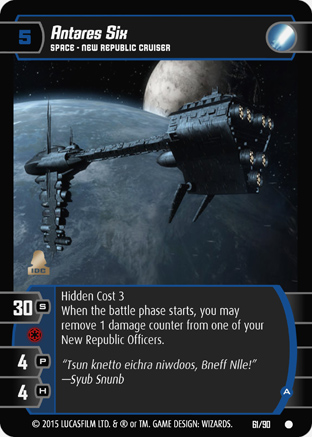 5 Antares Six
SPACE - NEW REPUBLIC CRUISER
IDC
30 S
4 P
4 H
Hidden Cost 3
When the battle phase starts, you may
remove 1 damage counter from one of your
New Republic Officers.
“Tsun knetto eichra niwdoos, Bneff Nlle!”
—Syub Snunb
A
© 2015 LUCASFILM LTD. & ® or TM. GAME DESIGN: WIZARDS. 61/90